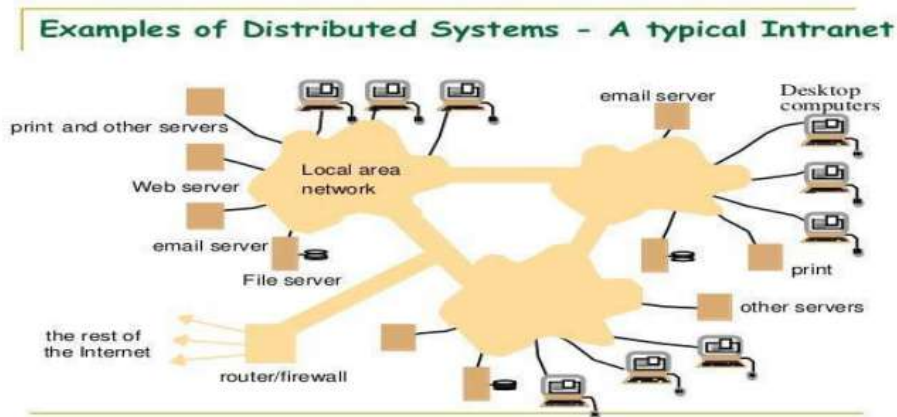 Examples of Distributed Systems - A typical Intranet
email server
Desktop
computers
print and other servers
Local area
network
Web server
email server
File server
print
other servers
the rest of
the Internet
router/firewall